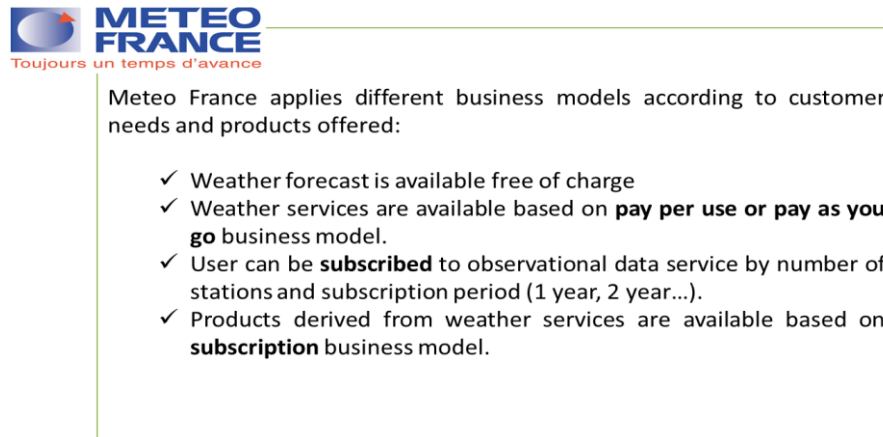 METEO
FRANCE
Toujours un temps d'avance
Meteo France applies different business models according to customer
needs and products offered:
✓ Weather forecast is available free of charge
✓ Weather services are available based on pay per use or pay as you
go business model.
✓ User can be subscribed to observational data service by number of
stations and subscription period (1 year, 2 year...).
✓ Products derived from weather services are available based on
subscription business model.